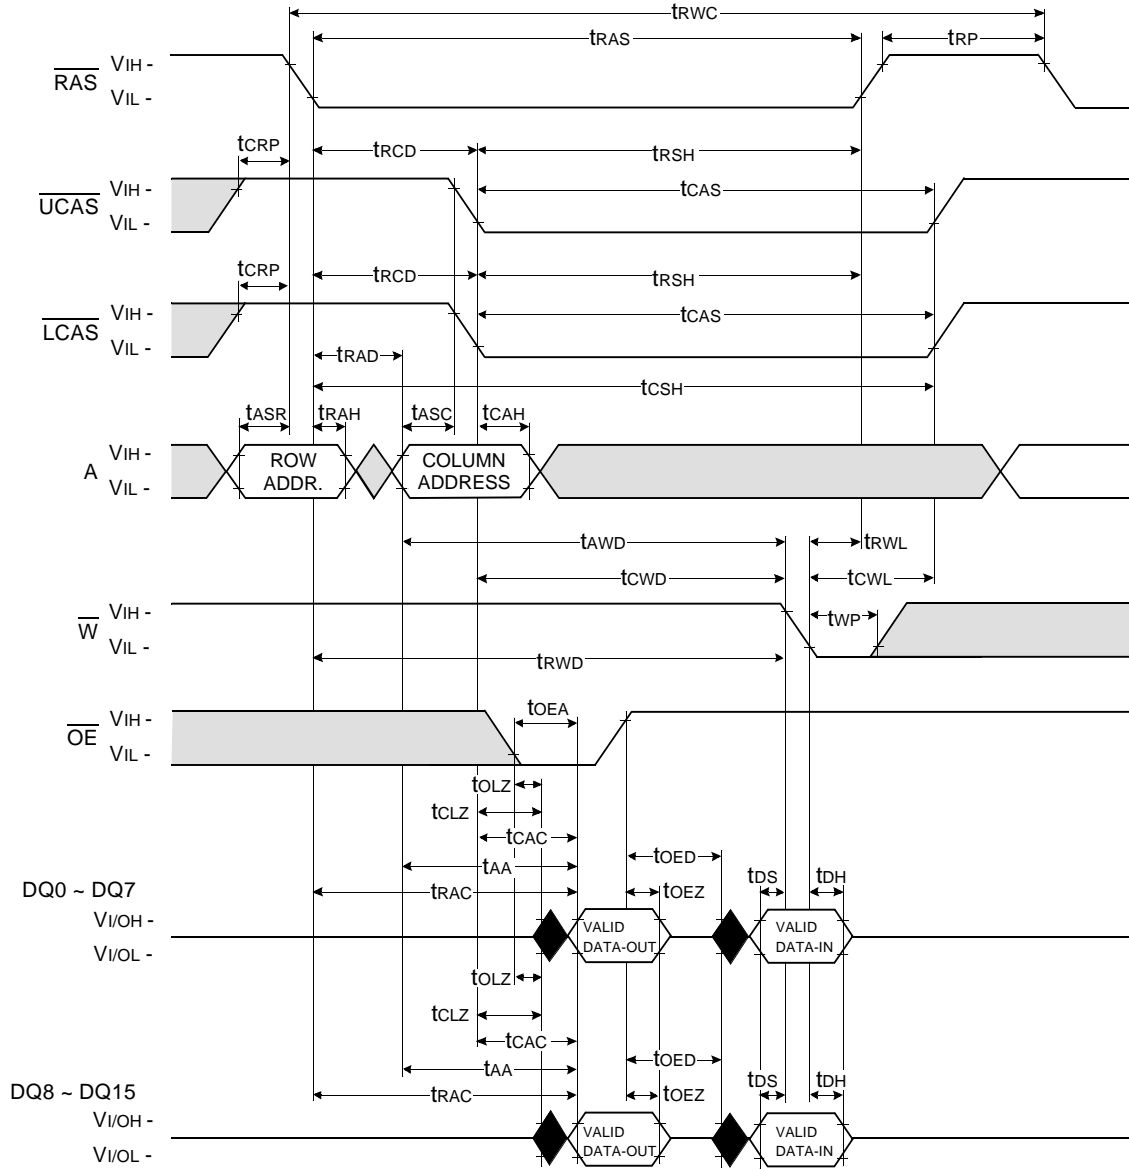 tRWC
tRAS
tRP
RAS
VIH -
VIL -
tCRP
tRCD
tRSH
UCAS
VIH -
VIL -
tCAS
tCRP
tRCD
tRSH
LCAS
VIH -
VIL -
tCAS
tRAD
tCSH
tASR
tRAH
tASC
tCAH
A
VIH -
VIL -
ROW
ADDR.
COLUMN
ADDRESS
tAWD
tRWL
tCWD
tCWL
W
VIH -
VIL -
tWP
tRWD
OE
VIH -
VIL -
tOEA
tOLZ
tCLZ
tCAC
tOED
tAA
DQ0 ~ DQ7
tRAC
tOEZ
tDS
tDH
VI/OH -
VI/OL -
VALID
DATA-OUT
VALID
DATA-IN
tOLZ
tCLZ
tCAC
tOED
tAA
DQ8 ~ DQ15
tRAC
tOEZ
tDS
tDH
VI/OH -
VI/OL -
VALID
DATA-OUT
VALID
DATA-IN